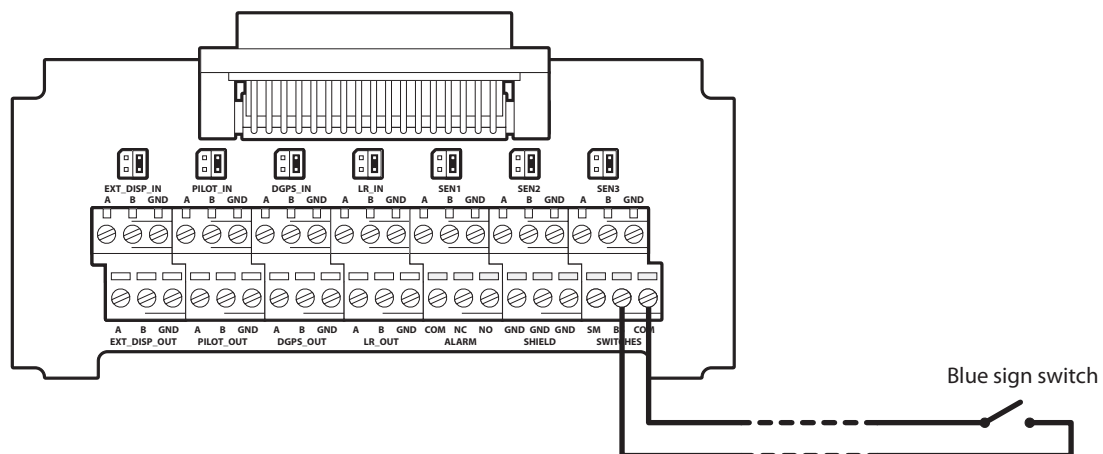 EXT_DISP_IN PILOT_IN DGPS_IN LR_IN SEN1 SEN2 SEN3
A B GND A B GND A B GND A B GND A B GND A B GND A B GND
A B GND A B GND A B GND A B GND COM NC NO GND GND GND SM B COM
EXT_DISP_OUT PILOT_OUT DGPS_OUT LR_OUT ALARM SHIELD SWITCHES
Blue sign switch